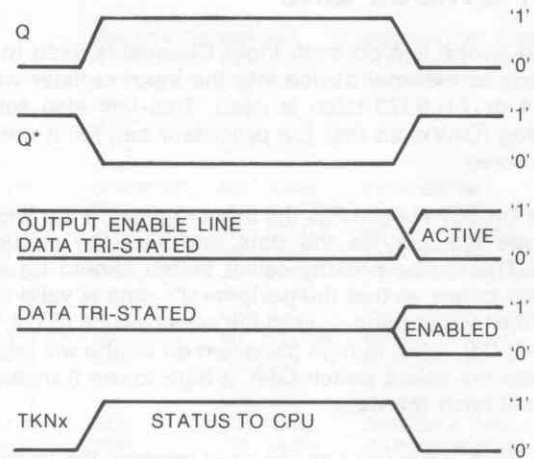 Q
'1'
'0'
Q*
'1'
'0'
OUTPUT ENABLE LINE
DATA TRI-STATED
ACTIVE
'1'
'0'
DATA TRI-STATED
ENABLED
'1'
'0'
TKNx
STATUS TO CPU
'1'
'0'